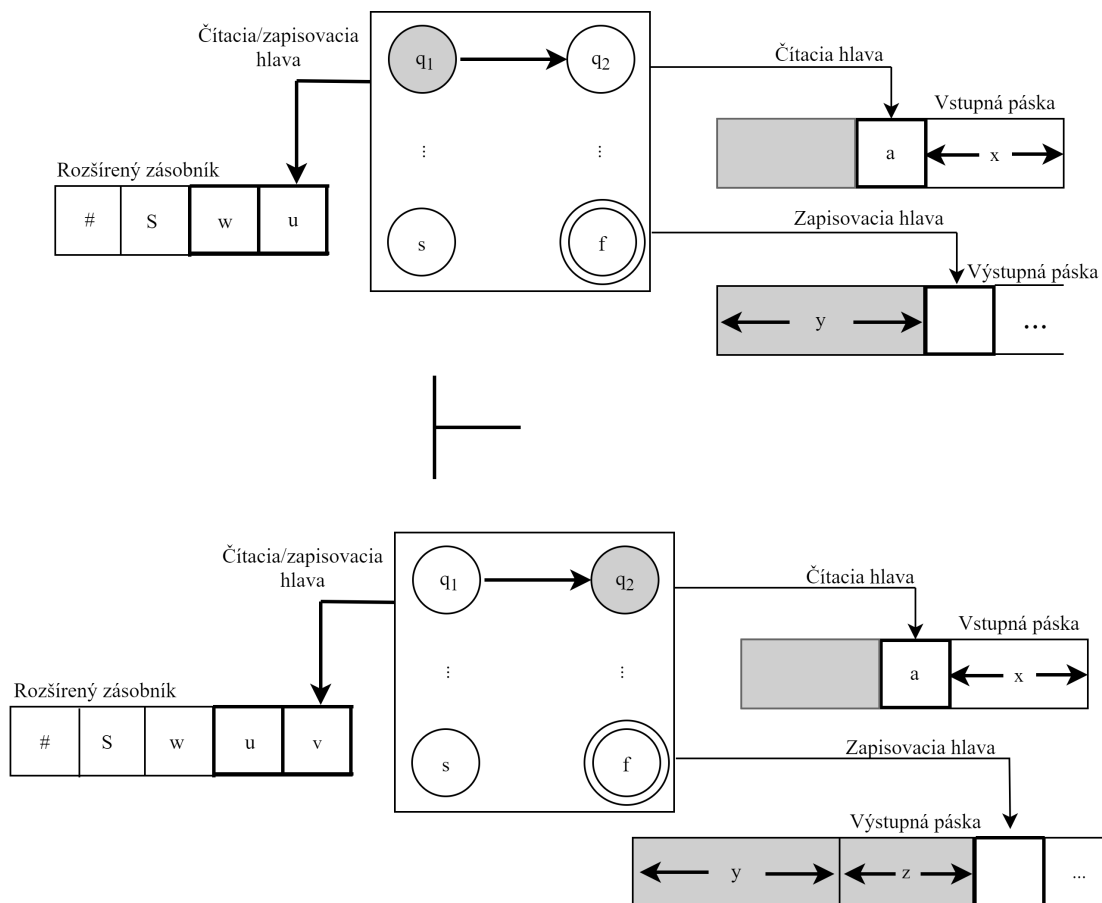 Čítacia/zapisovacia
hlava
q1
q2
Čítacia hlava
Vstupná páska
a
x
Rozšírený zásobník
# S w u
⋮
⋮
s
f
Zapisovacia hlava
Výstupná páska
y
...
Čítacia/zapisovacia
hlava
q1
q2
Čítacia hlava
Vstupná páska
a
x
Rozšírený zásobník
# S w u v
⋮
⋮
s
f
Zapisovacia hlava
Výstupná páska
y
z
...